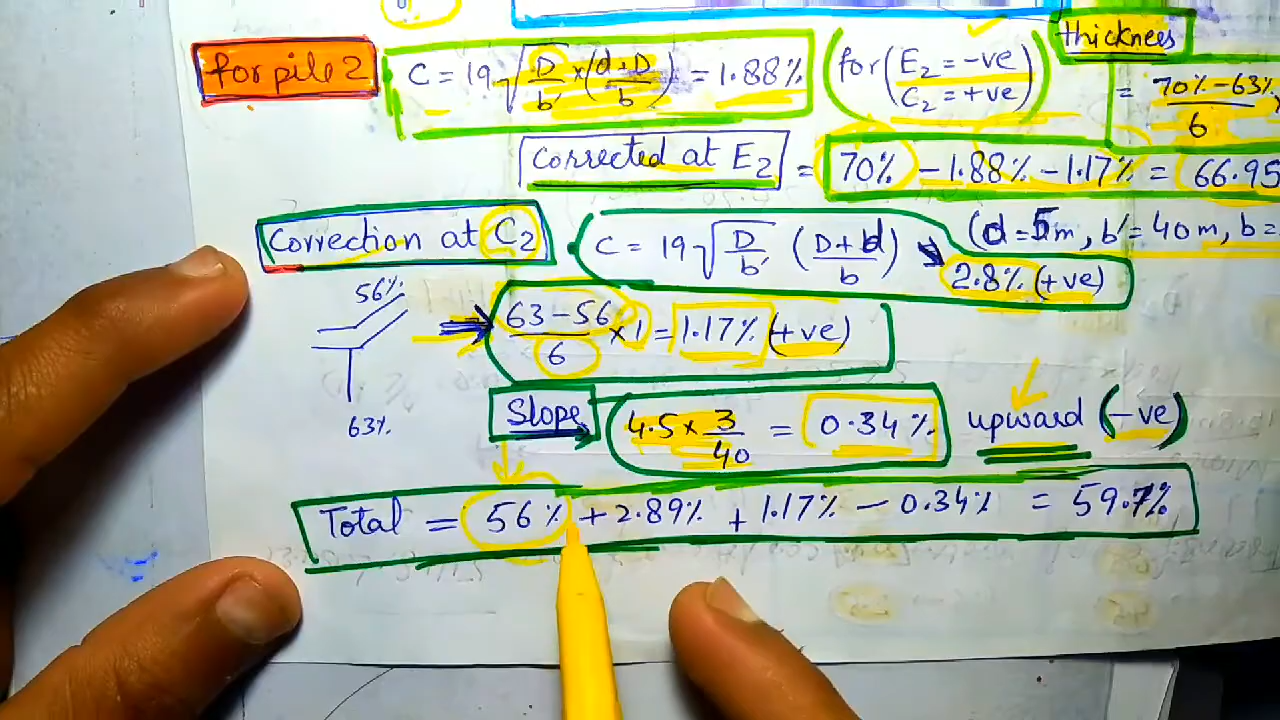 thicknees
for pile 2
C = 19√D/b' × (d+D/b) = 1.88%
for (E₂ = -ve
C₂ = +ve)
= 70% - 63% / 6
Corrected at E₂ = 70% - 1.88% - 1.17% = 66.95
Correction at C₂
C = 19√D/b' (D+d/b) → 2.8% (+ve)
(d = 5m, b' = 40m, b =
56%
63%
→ 63-56/6 × 1 = 1.17% (+ve)
Slope → 4.5 × 3/40 = 0.34% upward (-ve)
Total = 56% + 2.89% + 1.17% - 0.34% = 59.7%